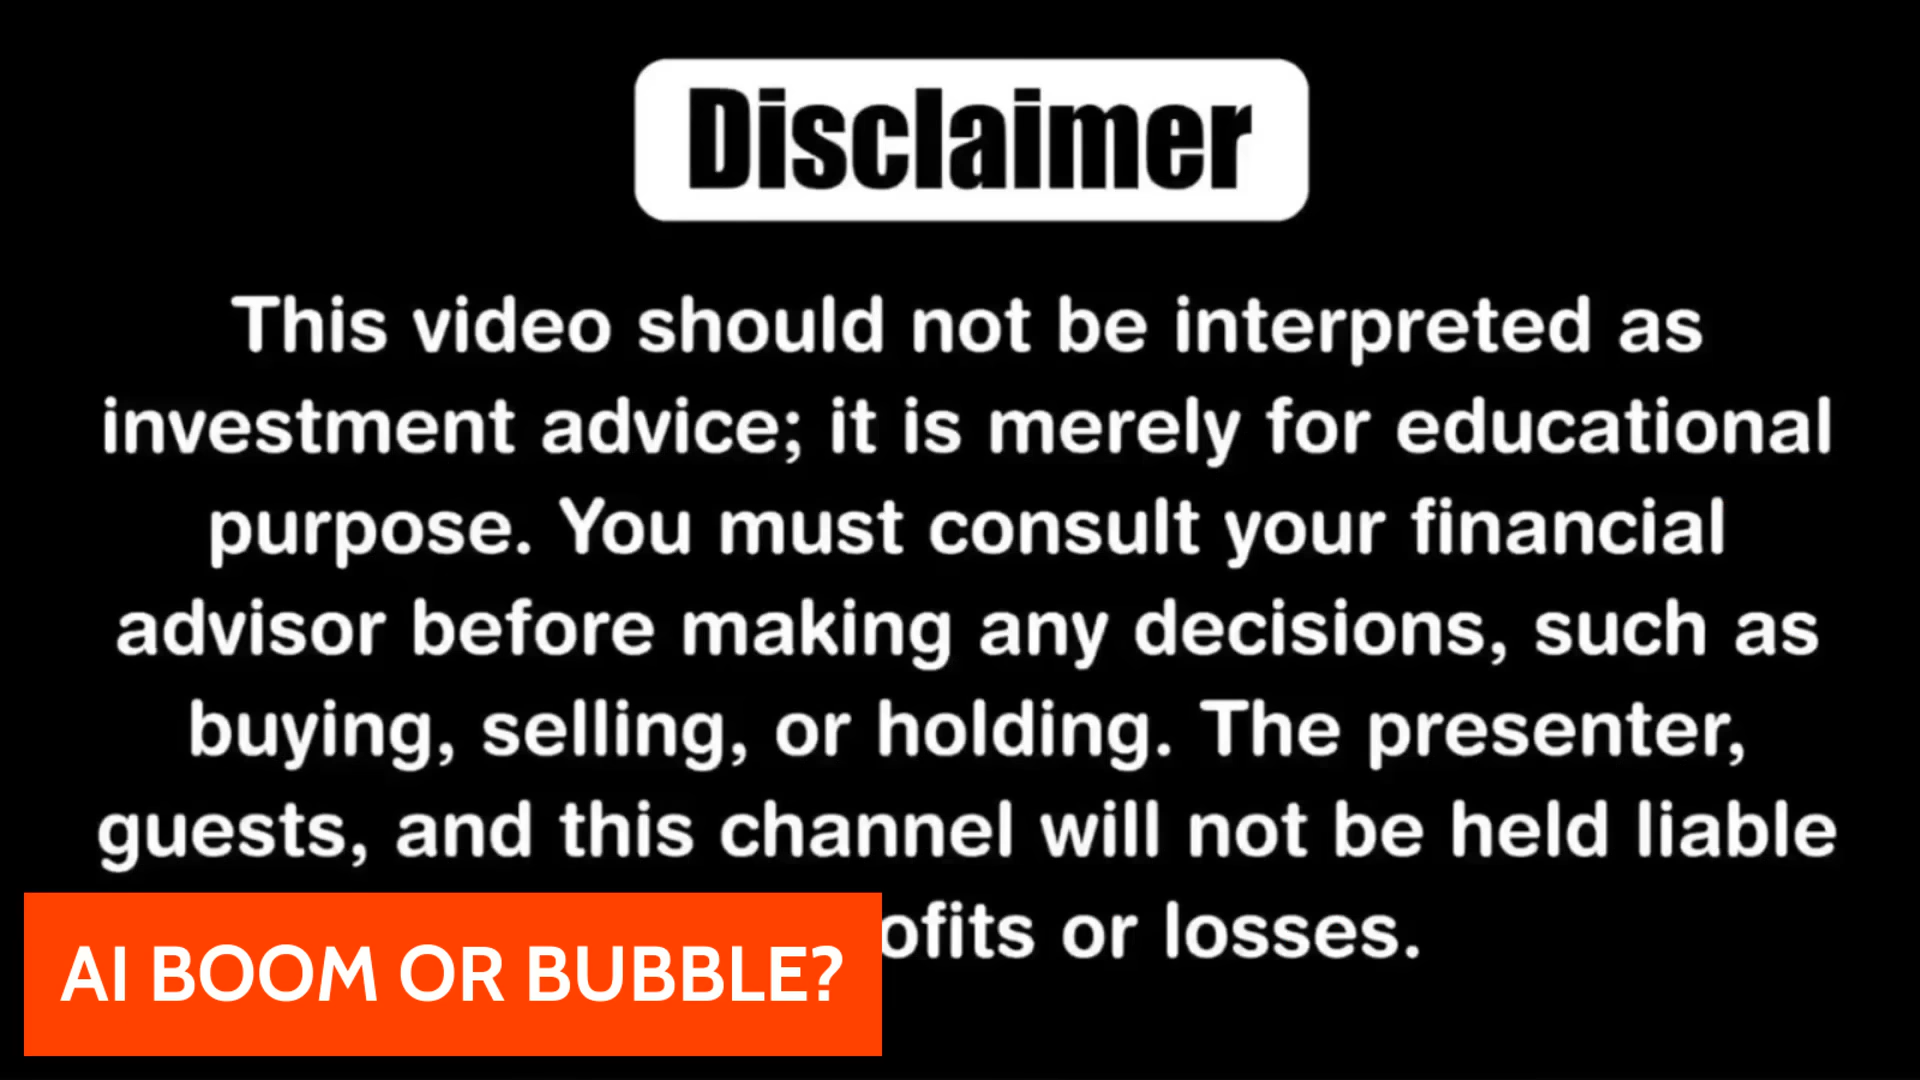 Disclaimer
This video should not be interpreted as
investment advice; it is merely for educational
purpose. You must consult your financial
advisor before making any decisions, such as
buying, selling, or holding. The presenter,
guests, and this channel will not be held liable
or losses.
AI BOOM OR BUBBLE?